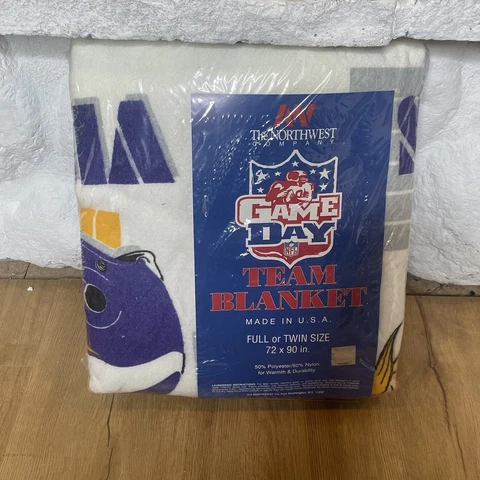 The NORTHWEST
COMPANY
GAME
DAY
NFL
TEAM
BLANKET
MADE IN U.S.A.
FULL or TWIN SIZE
72 x 90 in.
50% Polyester/50% Nylon
for Warmth & Durability